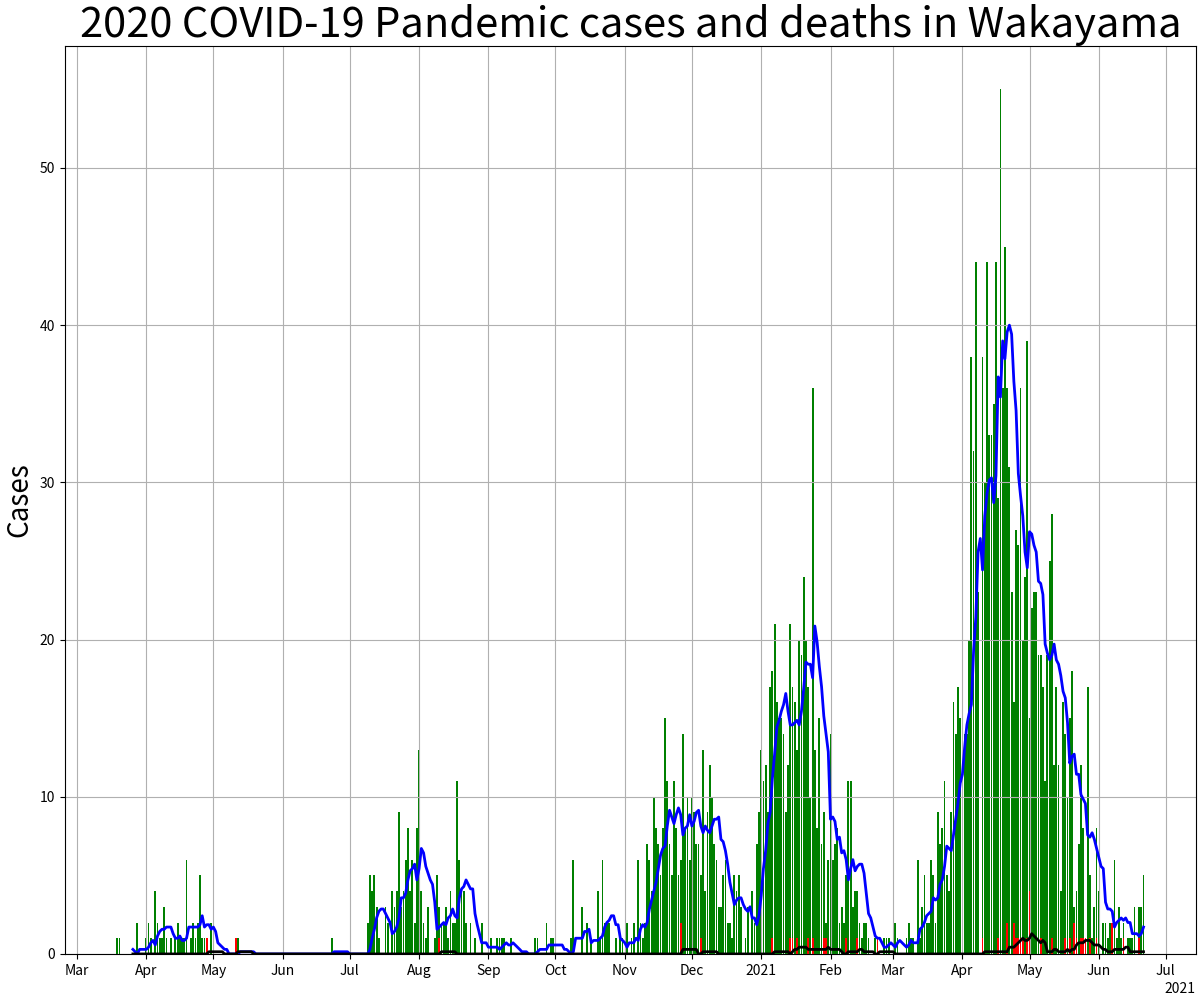 2020 COVID-19 Pandemic cases and deaths in Wakayama
Cases
50
40
30
20
10
0
Mar Apr May Jun Jul Aug Sep Oct Nov Dec 2021 Feb Mar Apr May Jun Jul
2021